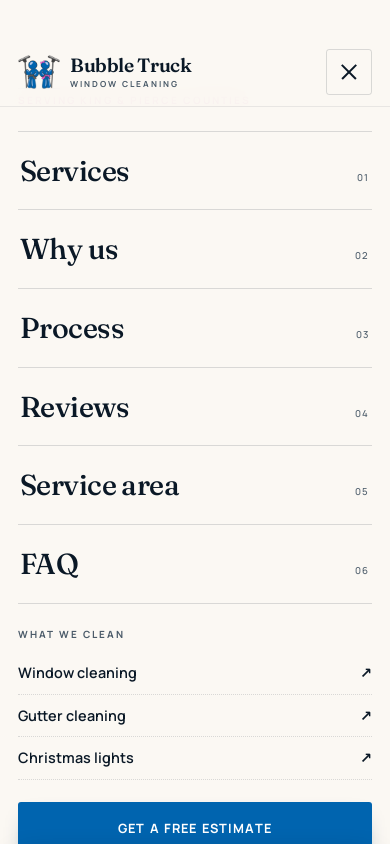 Bubble Truck
WINDOW CLEANING
Services 01
Why us 02
Process 03
Reviews 04
Service area 05
FAQ 06
WHAT WE CLEAN
Window cleaning ↗
Gutter cleaning ↗
Christmas lights ↗
GET A FREE ESTIMATE